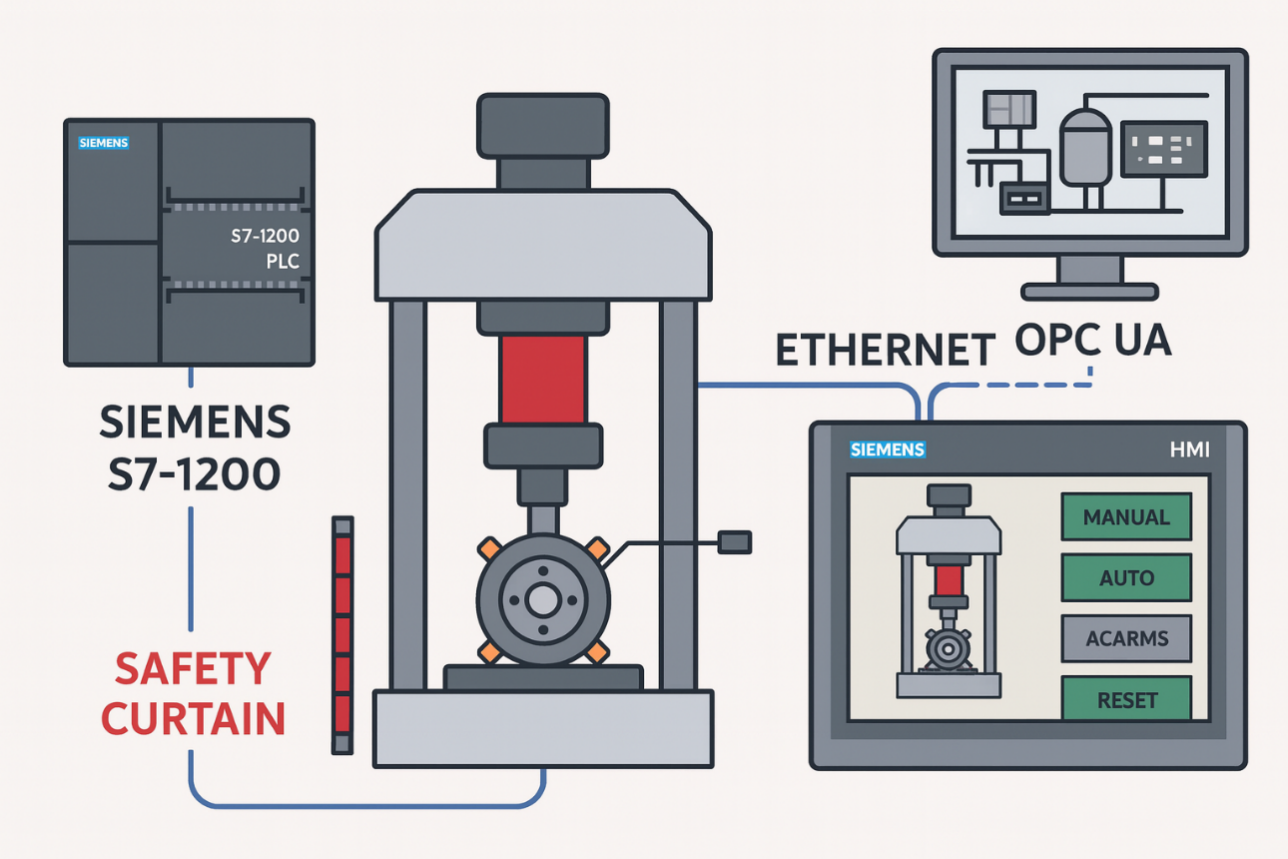 SIEMENS
S7-1200
PLC
SIEMENS
S7-1200
SAFETY
CURTAIN
ETHERNET
OPC UA
SIEMENS
HMI
MANUAL
AUTO
ACARMS
RESET